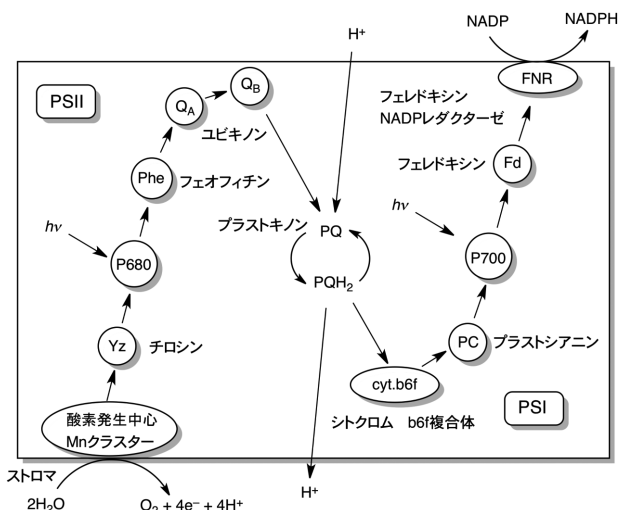 NADP
NADPH
H⁺
FNR
PSII
QB
QA
フェレドキシン
NADPレダクターゼ
ユビキノン
Phe
フェオフィチン
フェレドキシン
Fd
hν
プラストキノン
PQ
hν
P680
P700
PQH₂
Yz
チロシン
PC
プラストシアニン
cyt.b6f
PSI
酸素発生中心
Mnクラスター
シトクロム b6f複合体
ストロマ
H⁺
2H₂O
O₂ + 4e⁻ + 4H⁺